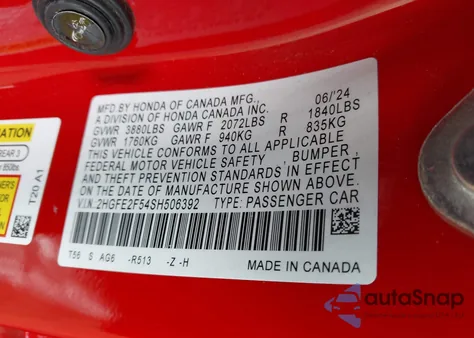 MFD BY HONDA OF CANADA MFG. 06/'24
A DIVISION OF HONDA CANADA INC.
GVWR 3880LBS GAWR F 2072LBS R 1840LBS
GVWR 1760KG GAWR F 940KG R 835KG
THIS VEHICLE CONFORMS TO ALL APPLICABLE
FEDERAL MOTOR VEHICLE SAFETY, BUMPER,
AND THEFT PREVENTION STANDARDS IN EFFECT
ON THE DATE OF MANUFACTURE SHOWN ABOVE.
VIN:2HGFE2F54SH506392 TYPE: PASSENGER CAR
T56 S AG6 -R513 -Z -H
MADE IN CANADA
REAR 3
T20 A1
autoSnap